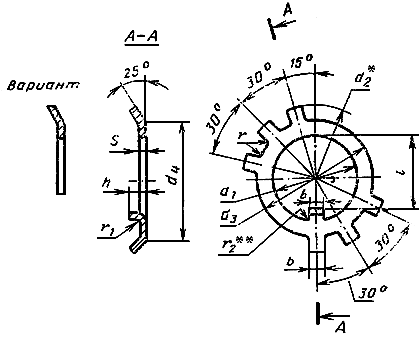 A
А-А
25°
Вариант
30°
15°
d₂*
30°
r
S
h
d₄
l
d₁
d₃
b
r₁
r₂**
b
30°
30°
А